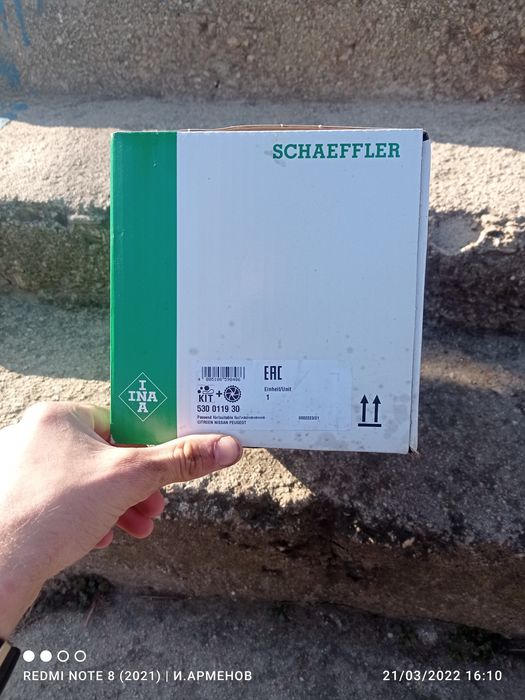 SCHAEFFLER
INA
INA
EAC
KIT +
Einheit/Unit
1
530 0119 30
CITROEN NISSAN PEUGEOT
REDMI NOTE 8 (2021) | И.АРМЕНОВ
21/03/2022 16:10